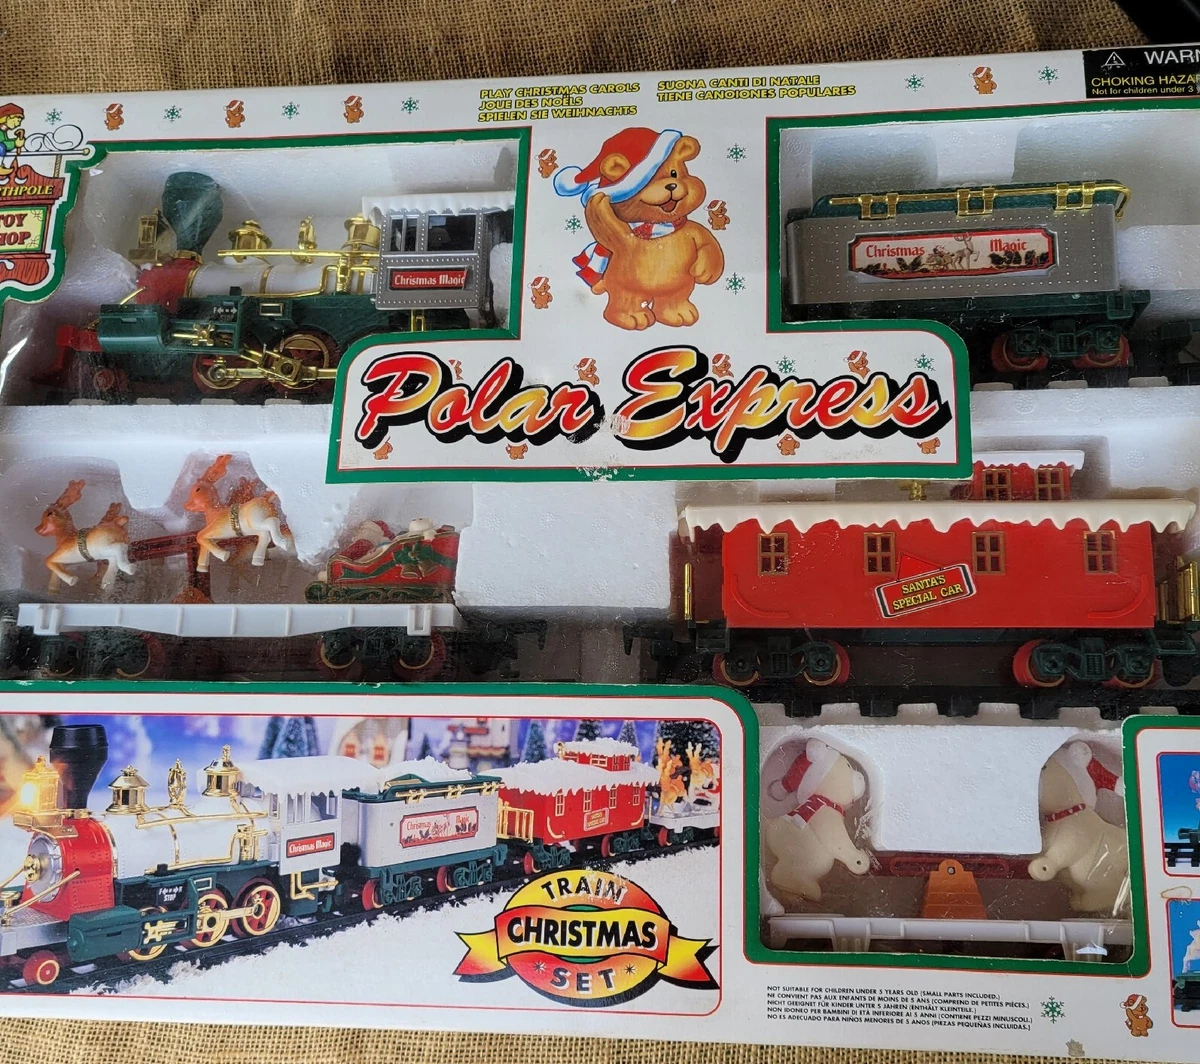 WARN
CHOKING HAZA
Not for children under 3
PLAY CHRISTMAS CAROLS
JOUE DES NOËLS
SPIELEN SIE WEIHNACHTS
SUONA CANTI DI NATALE
TIENE CANCIONES POPULARES
THPOLE
TOY
HOP
Christmas Magic
Christmas Magic
Polar Express
SANTA'S
SPECIAL CAR
Christmas Magic
Christmas Magic
STOP
TRAIN
CHRISTMAS
SET
NOT SUITABLE FOR CHILDREN UNDER 5 YEARS OLD (SMALL PARTS INCLUDED.)
NE CONVIENT PAS AUX ENFANTS DE MOINS DE 5 ANS (COMPREND DE PETITES PIÈCES.)
NICHT GEEIGNET FÜR KINDER UNTER 5 JAHREN (ENTHÄLT KLEINTEILE.)
NON IDONEO PER BAMBINI DI ETÀ INFERIORE AI 5 ANNI (CONTIENE PEZZI MINUSCOLI.)
NO ES ADECUADO PARA NIÑOS MENORES DE 5 ANOS (PIEZAS PEQUEÑAS INCLUIDAS.)